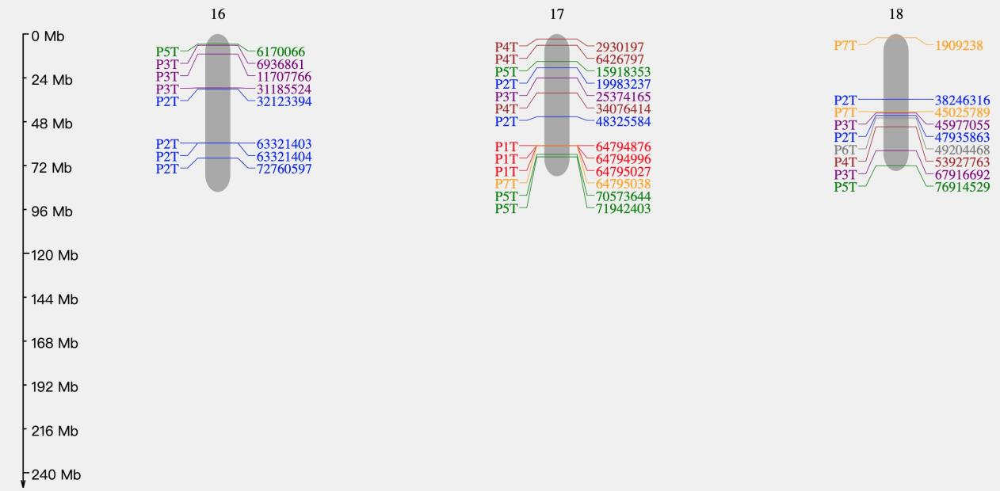 16
17
18
0 Mb
24 Mb
48 Mb
72 Mb
96 Mb
120 Mb
144 Mb
168 Mb
192 Mb
216 Mb
240 Mb
P5T 6170066
P3T 6936861
P3T 11707766
P3T 31185524
P2T 32123394
P2T 63321403
P2T 63321404
P2T 72760597
P4T 2930197
P4T 6426797
P5T 15918353
P2T 19983237
P3T 25374165
P4T 34076414
P2T 48325584
P1T 64794876
P1T 64794996
P1T 64795027
P7T 64795038
P5T 70573644
P5T 71942403
P7T 1909238
P2T 38246316
P7T 45025789
P3T 45977055
P2T 47935863
P6T 49204468
P4T 53927763
P3T 67916692
P5T 76914529